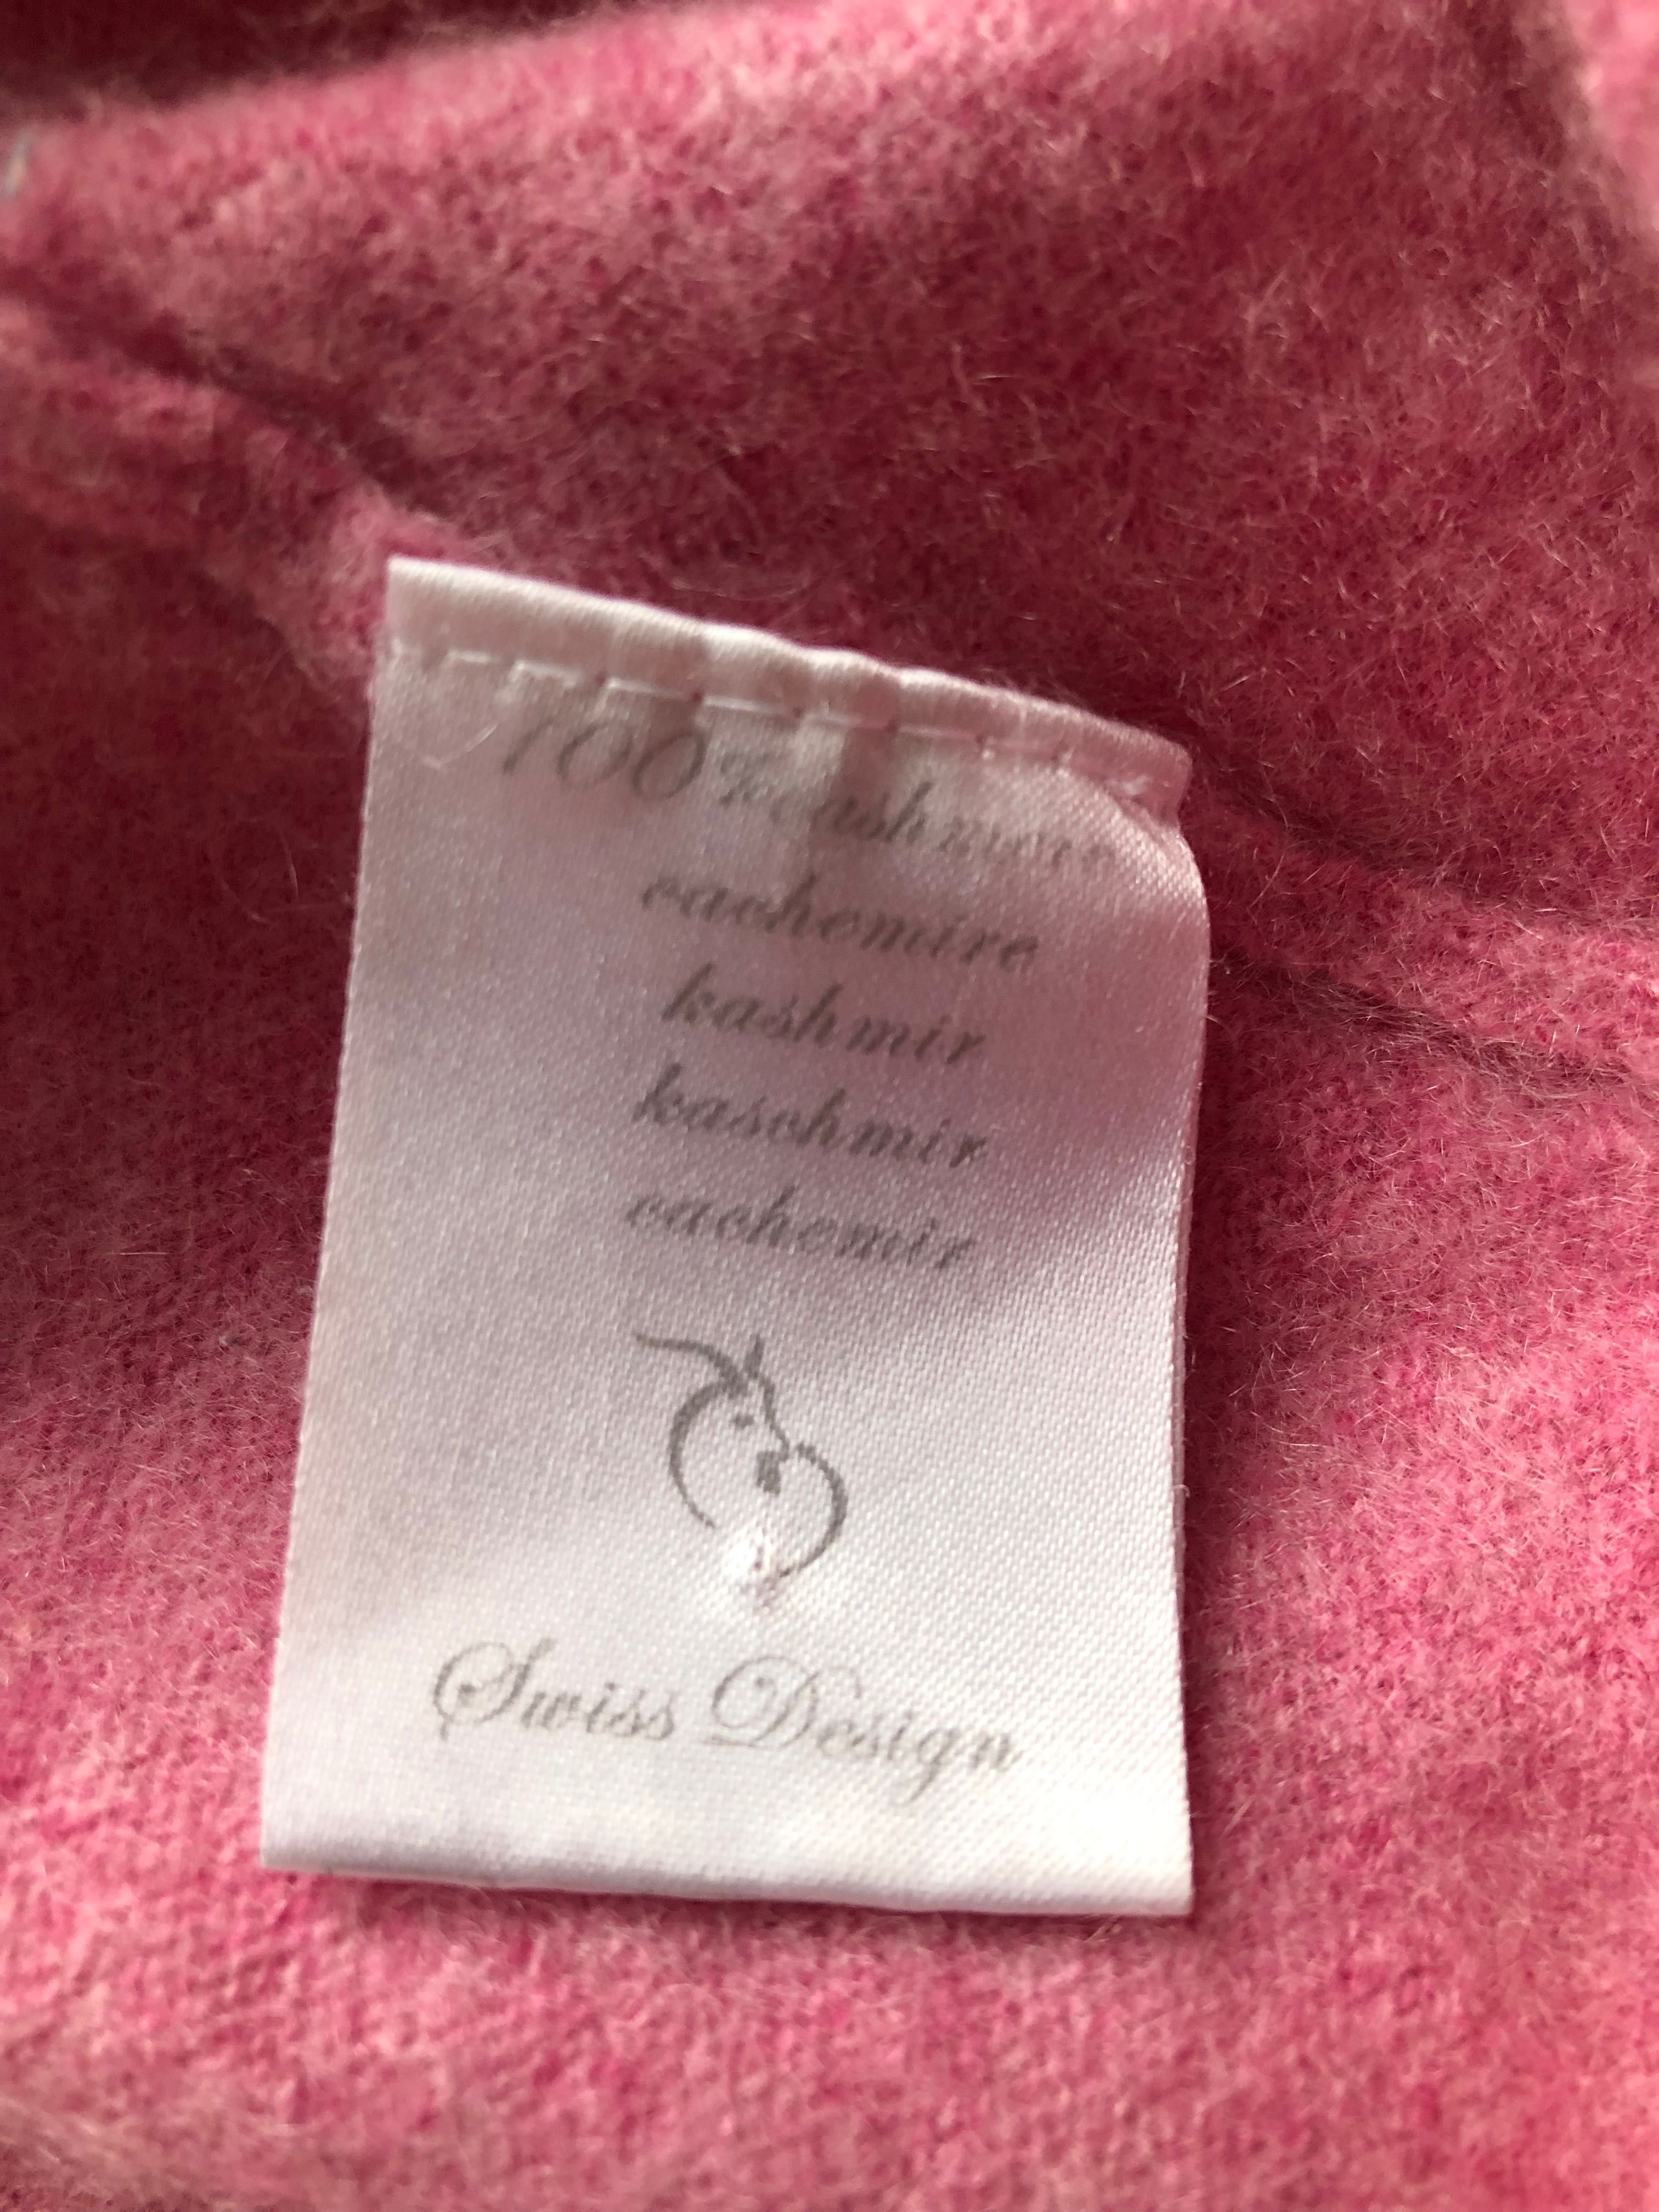 100% cashmere
cachemire
kashmir
kaschmir
cachemir
Swiss Design